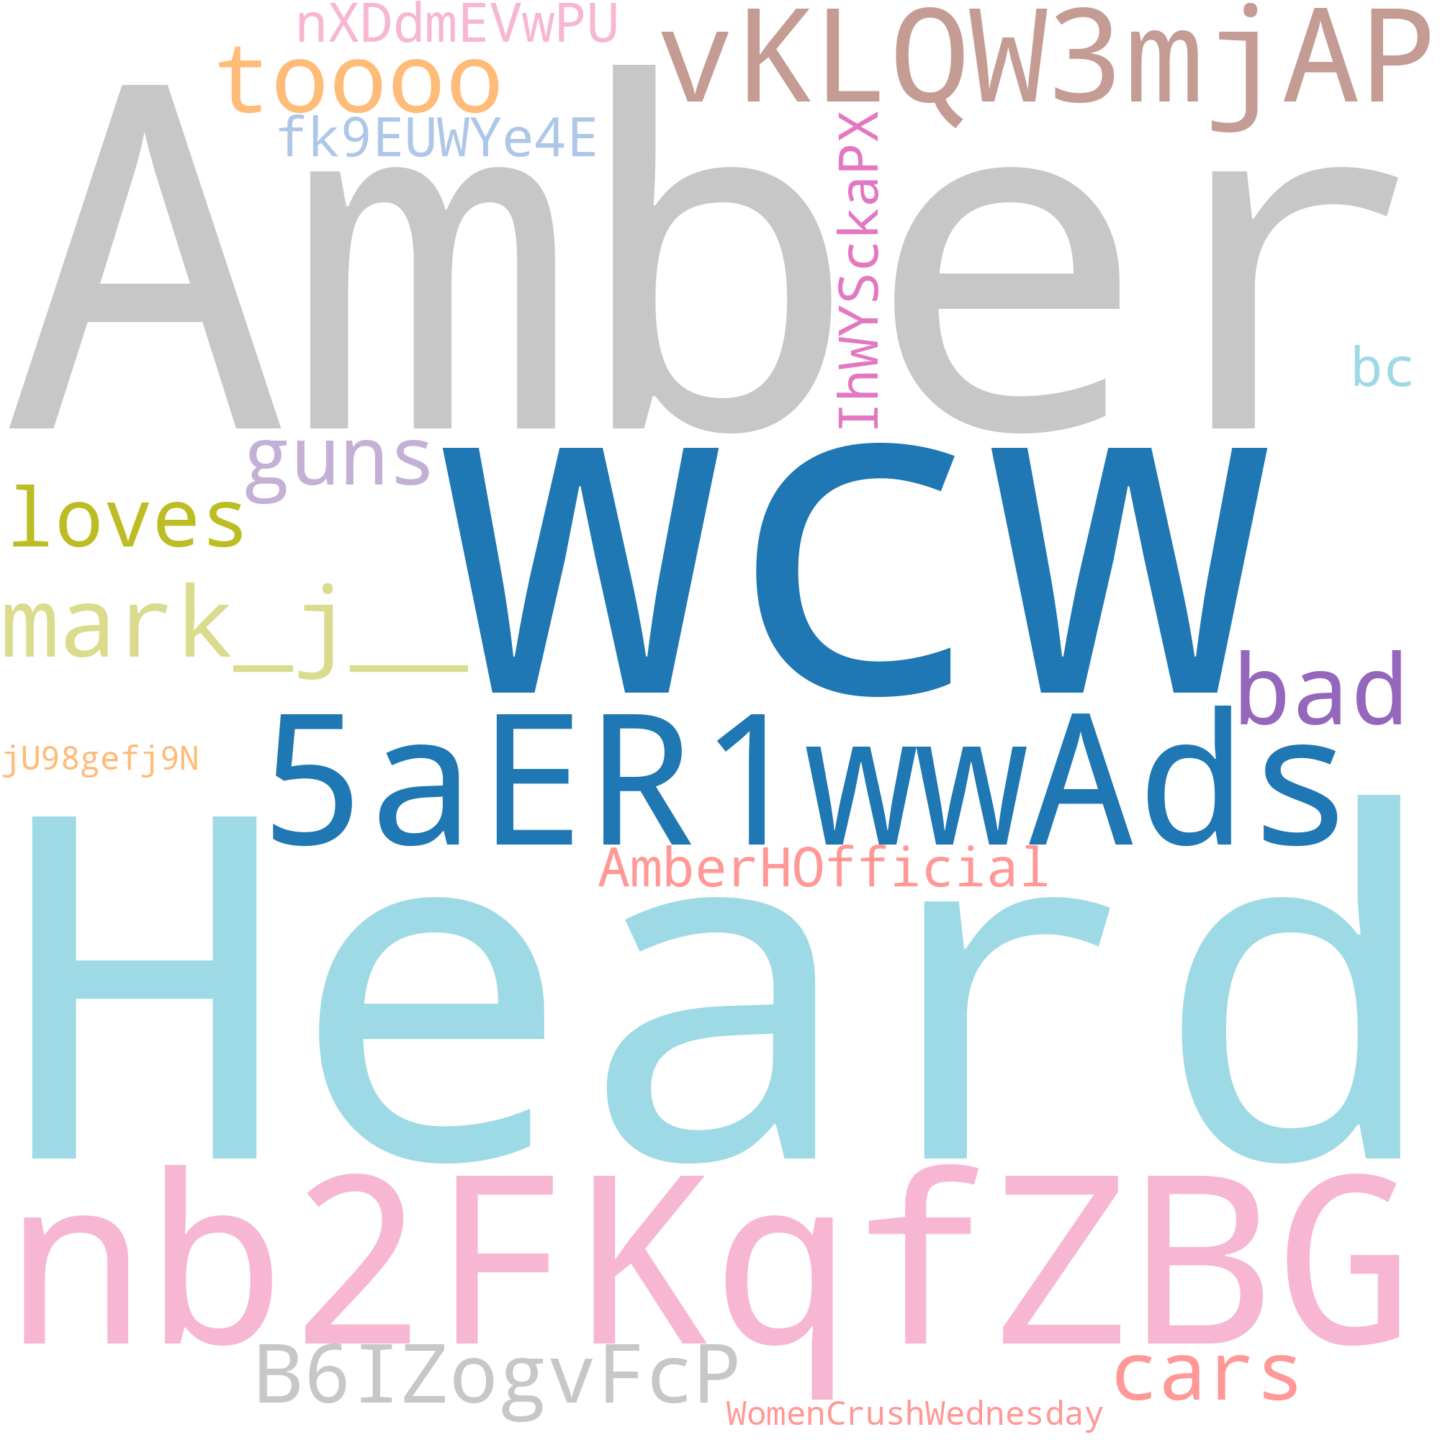 nXDdmEVwPU
vKLQW3mjAP
toooo
fk9EUWYe4E
Amber
IhWYSckaPX
bc
guns
WCW
loves
mark_j__
bad
5aER1wwAds
jU98gefj9N
Heard
AmberHOfficial
nb2FKqfZBG
B6IZogvFcP
cars
WomenCrushWednesday